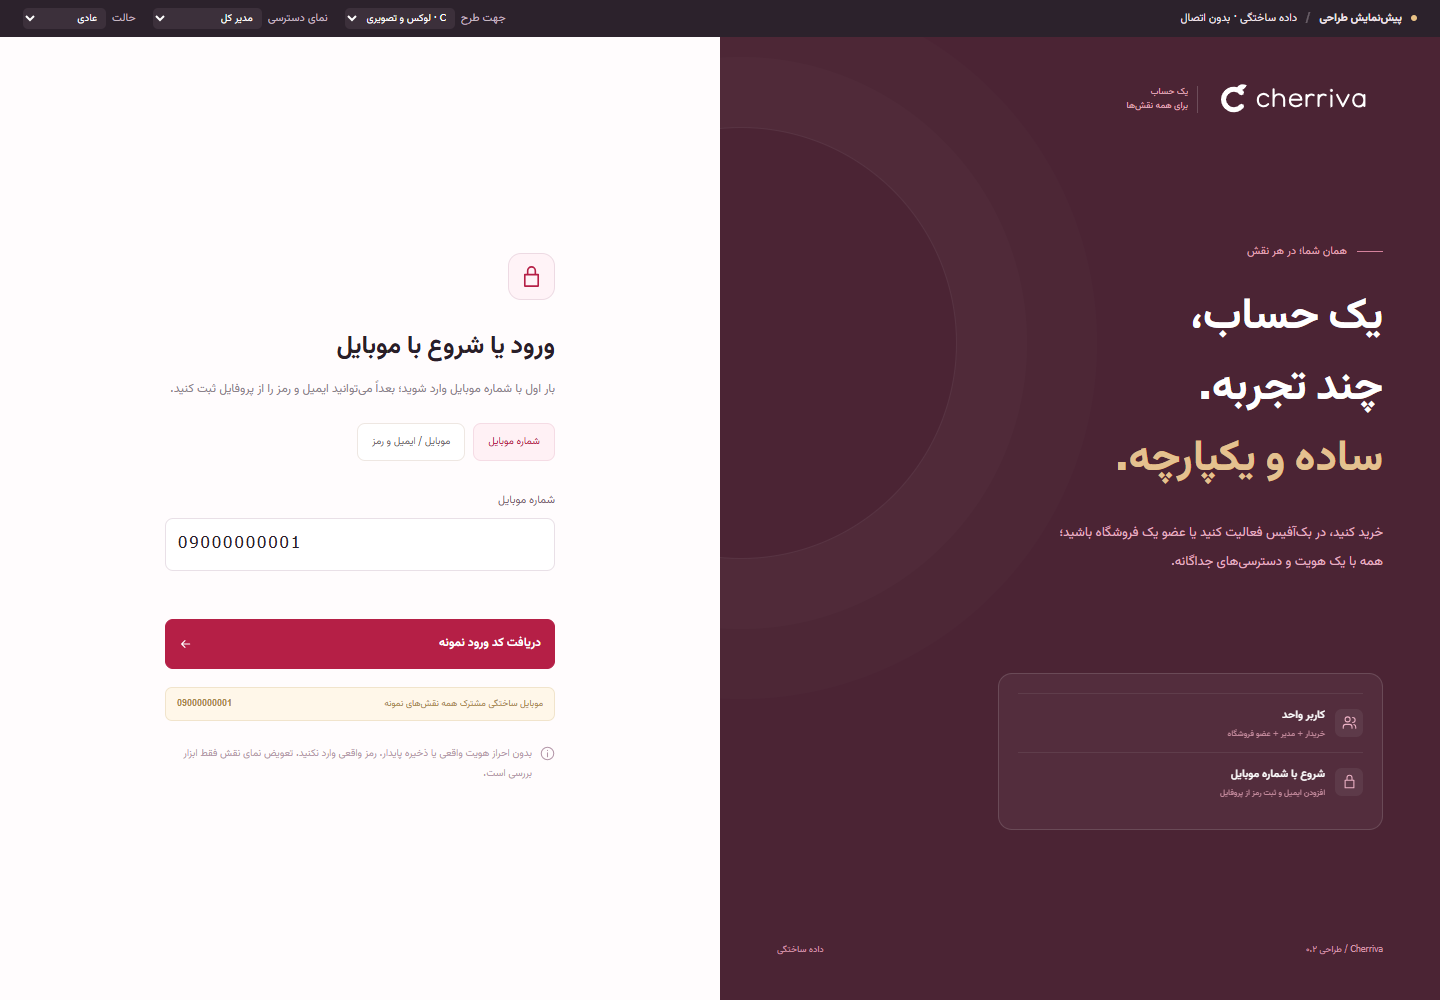 پیش‌نمایش طراحی / داده ساختگی · بدون اتصال
جهت طرح C · لوکس و تصویری نمای دسترسی مدیر کل حالت عادی
cherriva
یک حساب
برای همه نقش‌ها
همان شما؛ در هر نقش
یک حساب،
چند تجربه.
ساده و یکپارچه.
خرید کنید، در بک‌آفیس فعالیت کنید یا عضو یک فروشگاه باشید؛
همه با یک هویت و دسترسی‌های جداگانه.
کاربر واحد
خریدار + مدیر + عضو فروشگاه
شروع با شماره موبایل
افزودن ایمیل و ثبت رمز از پروفایل
Cherriva / طراحی ۰.۲
داده ساختگی
ورود یا شروع با موبایل
بار اول با شماره موبایل وارد شوید؛ بعداً می‌توانید ایمیل و رمز را از پروفایل ثبت کنید.
شماره موبایل
موبایل / ایمیل و رمز
شماره موبایل
09000000001
دریافت کد ورود نمونه ←
موبایل ساختگی مشترک همه نقش‌های نمونه 09000000001
بدون احراز هویت واقعی یا ذخیره پایدار. رمز واقعی وارد نکنید. تعویض نمای نقش فقط ابزار
بررسی است.